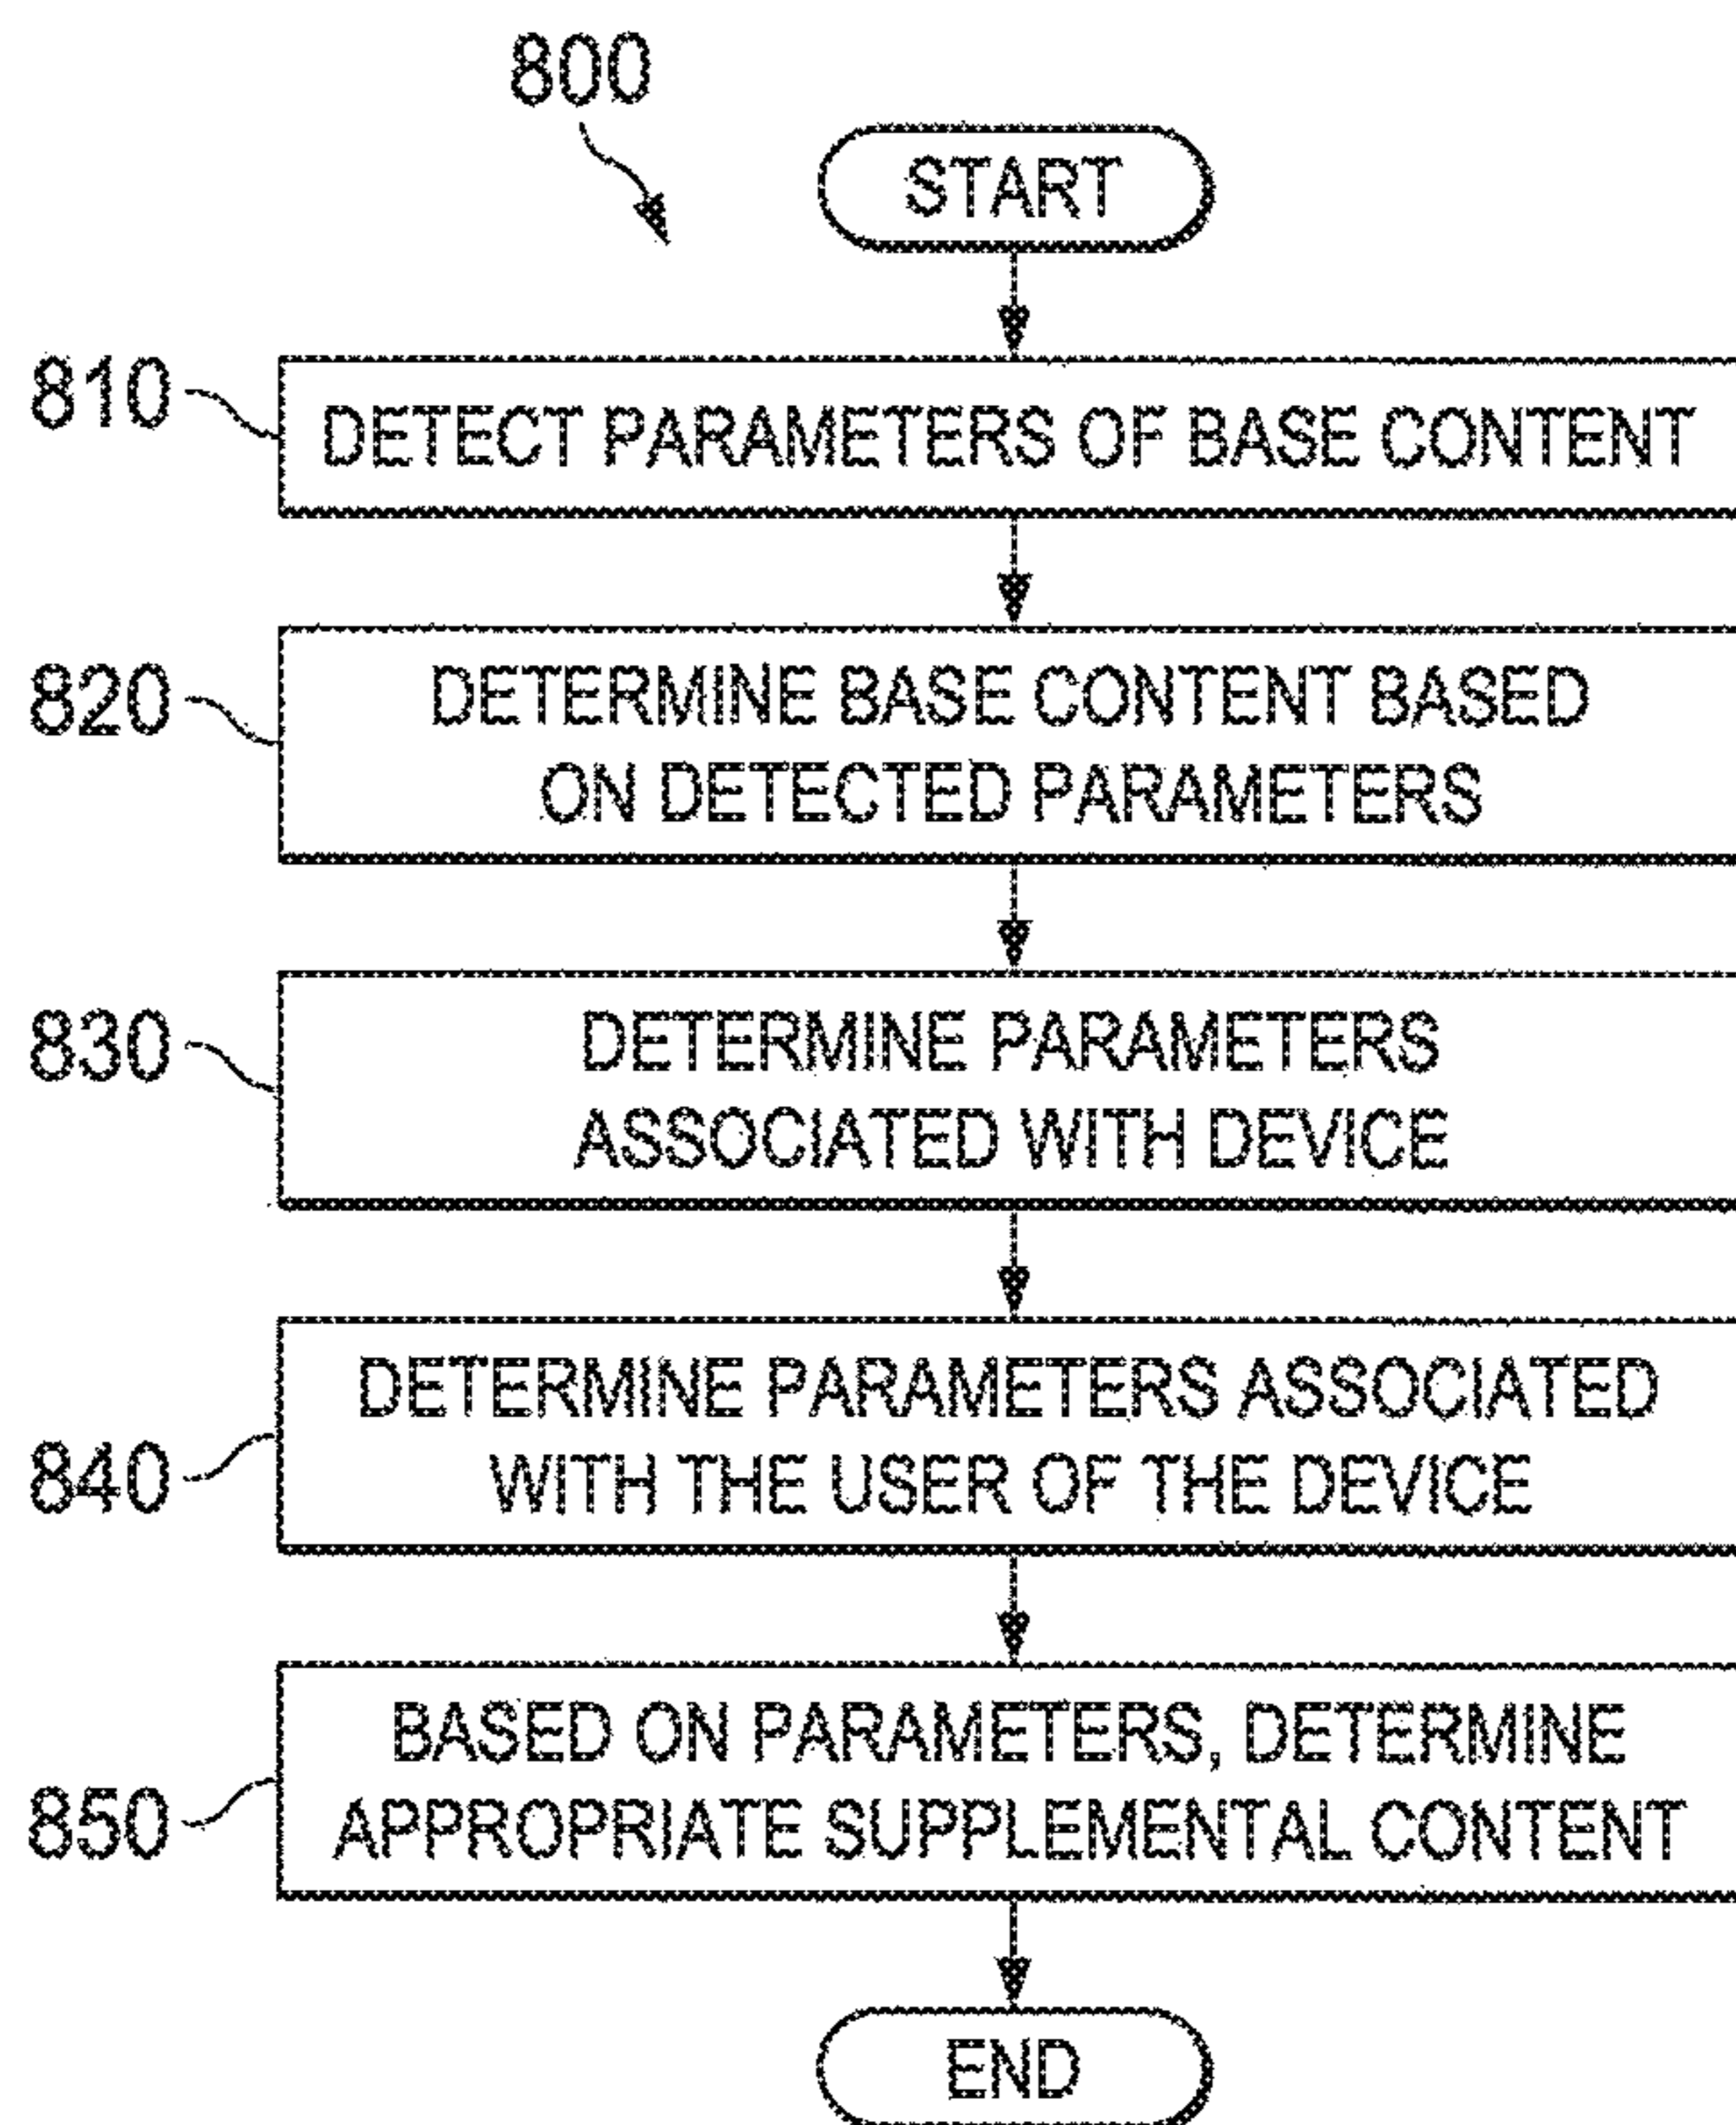 800
START
810
DETECT PARAMETERS OF BASE CONTENT
820
DETERMINE BASE CONTENT BASED
ON DETECTED PARAMETERS
830
DETERMINE PARAMETERS
ASSOCIATED WITH DEVICE
840
DETERMINE PARAMETERS ASSOCIATED
WITH THE USER OF THE DEVICE
850
BASED ON PARAMETERS, DETERMINE
APPROPRIATE SUPPLEMENTAL CONTENT
END